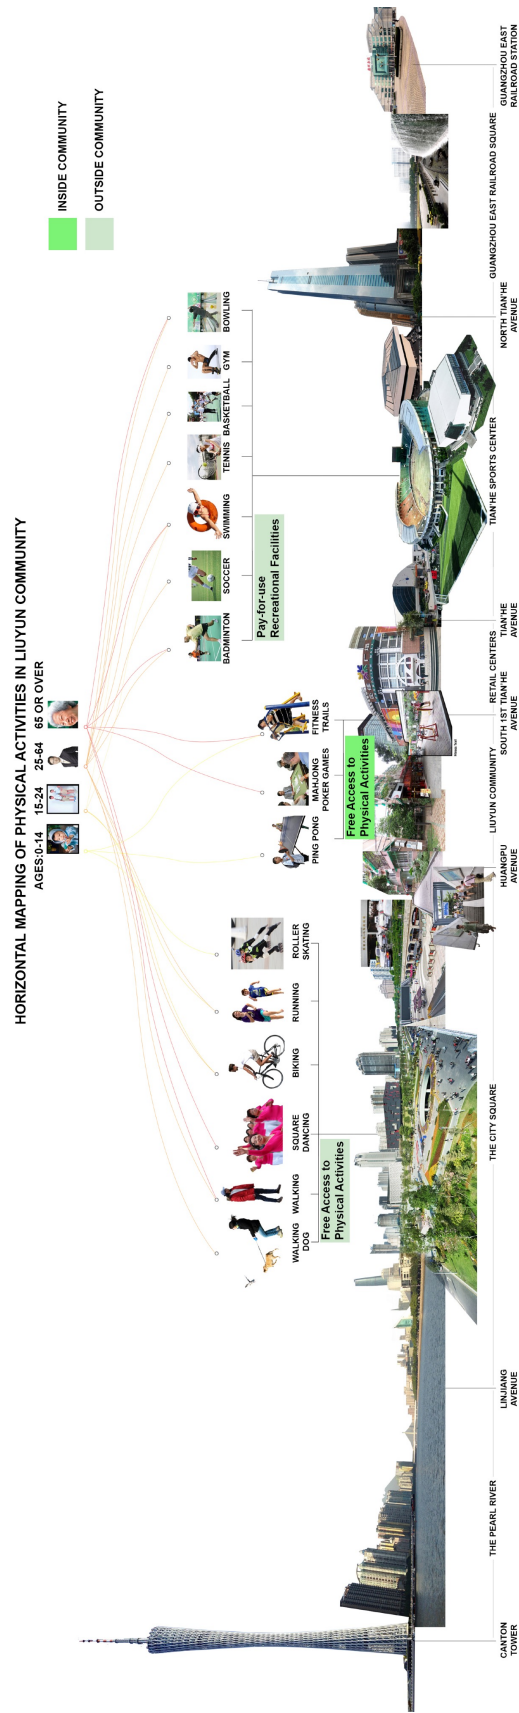 HORIZONTAL MAPPING OF PHYSICAL ACTIVITIES IN LIUYUN COMMUNITY
AGES:0-14
15-24
25-64
65 OR OVER
INSIDE COMMUNITY
OUTSIDE COMMUNITY
WALKING
DOG
WALKING
SQUARE
DANCING
BIKING
RUNNING
ROLLER
SKATING
Free Access to
Physical Activities
PING PONG
MAHJONG
POKER GAMES
FITNESS
TRAILS
Free Access to
Physical Activities
BADMINTON
SOCCER
SWIMMING
TENNIS
BASKETBALL
GYM
BOWLING
Pay-for-use
Recreational Facilities
CANTON
TOWER
THE PEARL RIVER
LINJIANG
AVENUE
THE CITY SQUARE
HUANGPU
AVENUE
LIUYUN COMMUNITY
SOUTH 1ST TIAN'HE
AVENUE
RETAIL CENTERS
TIAN'HE
AVENUE
TIAN'HE SPORTS CENTER
NORTH TIAN'HE
AVENUE
GUANGZHOU EAST RAILROAD SQUARE
GUANGZHOU EAST
RAILROAD STATION